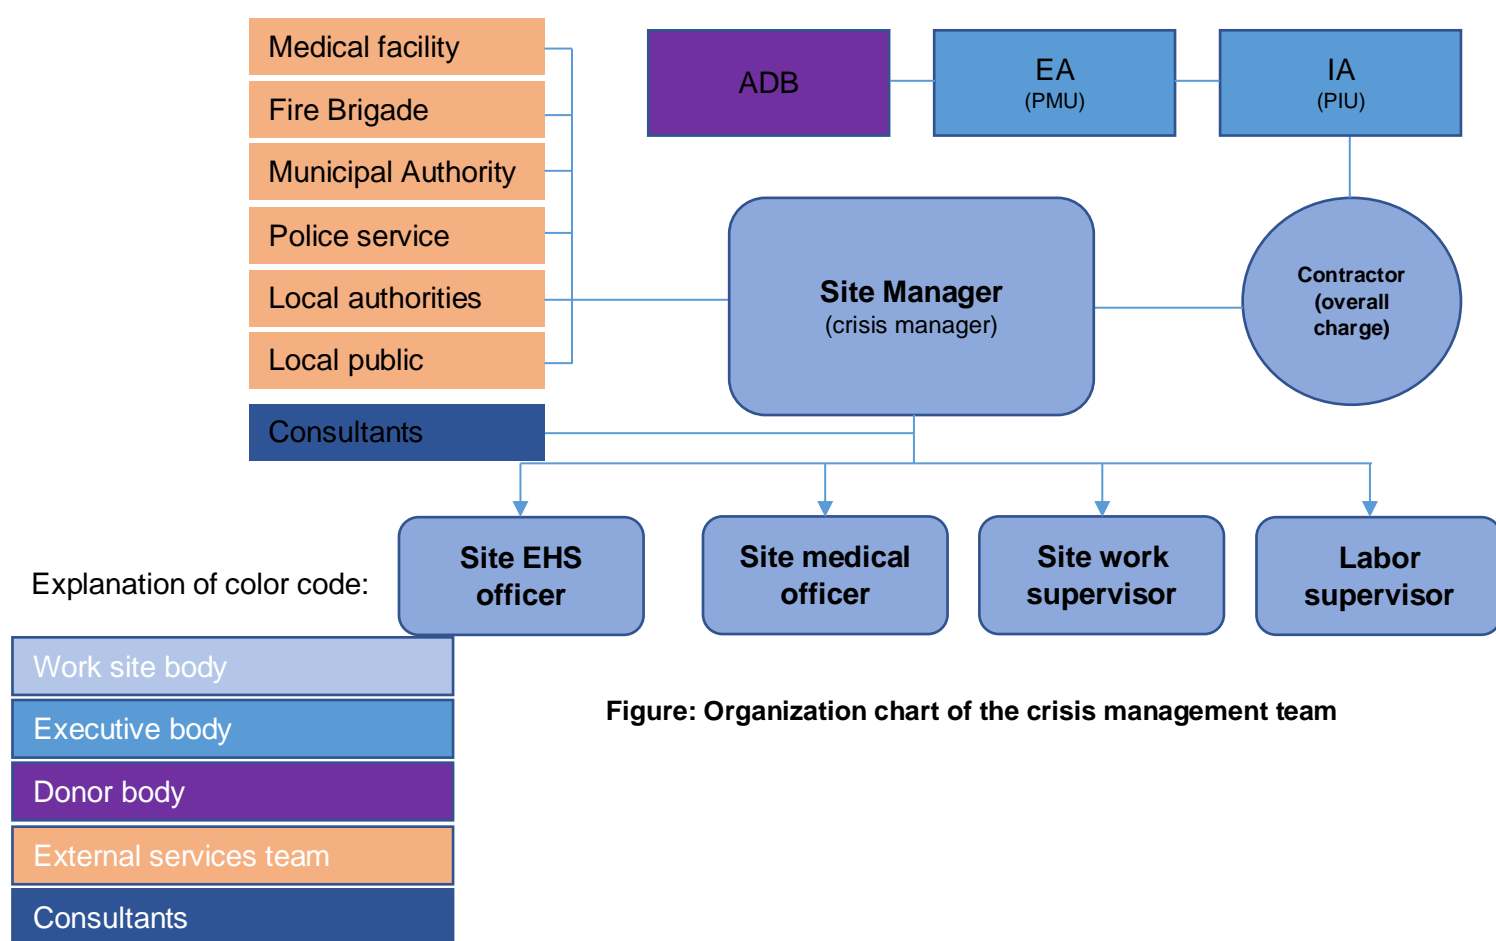 Medical facility
Fire Brigade
Municipal Authority
Police service
Local authorities
Local public
Consultants
ADB
EA
(PMU)
IA
(PIU)
Site Manager
(crisis manager)
Contractor
(overall
charge)
Site EHS
officer
Site medical
officer
Site work
supervisor
Labor
supervisor
Explanation of color code:
Work site body
Executive body
Donor body
External services team
Consultants
Figure: Organization chart of the crisis management team